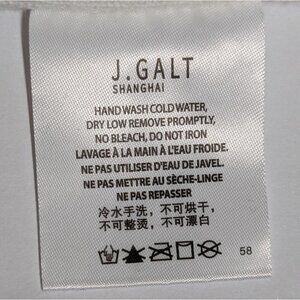 J.GALT
SHANGHAI
HAND WASH COLD WATER,
DRY LOW REMOVE PROMPTLY,
NO BLEACH, DO NOT IRON
LAVAGE À LA MAIN À L'EAU FROIDE.
NE PAS UTILISER D'EAU DE JAVEL.
NE PAS METTRE AU SÈCHE-LINGE
NE PAS REPASSER
冷水手洗，不可烘干，
不可整烫，不可漂白
58